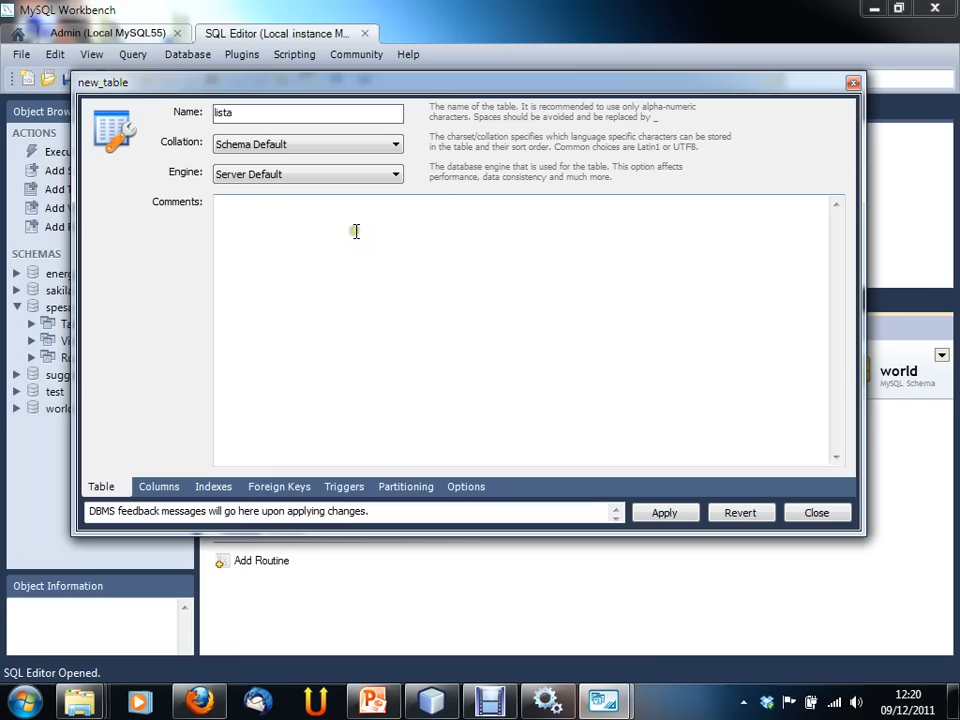 MySQL Workbench
Admin (Local MySQL55)
SQL Editor (Local instance M...
File Edit View Query Database Plugins Scripting Community Help
new_table
Object Brow
ACTIONS
Execu
Add S
Add T
Add V
Add R
SCHEMAS
energ
sakila
spesa
Ta
Vi
Ro
sugg
test
world
Name: lista
The name of the table. It is recommended to use only alpha-numeric
characters. Spaces should be avoided and be replaced by _
Collation: Schema Default
The charset/collation specifies which language specific characters can be stored
in the table and their sort order. Common choices are Latin1 or UTF8.
Engine: Server Default
The database engine that is used for the table. This option affects
performance, data consistency and much more.
Comments:
Table Columns Indexes Foreign Keys Triggers Partitioning Options
DBMS feedback messages will go here upon applying changes.
Apply Revert Close
world
MySQL Schema
Add Routine
Object Information
SQL Editor Opened.
12:20
09/12/2011